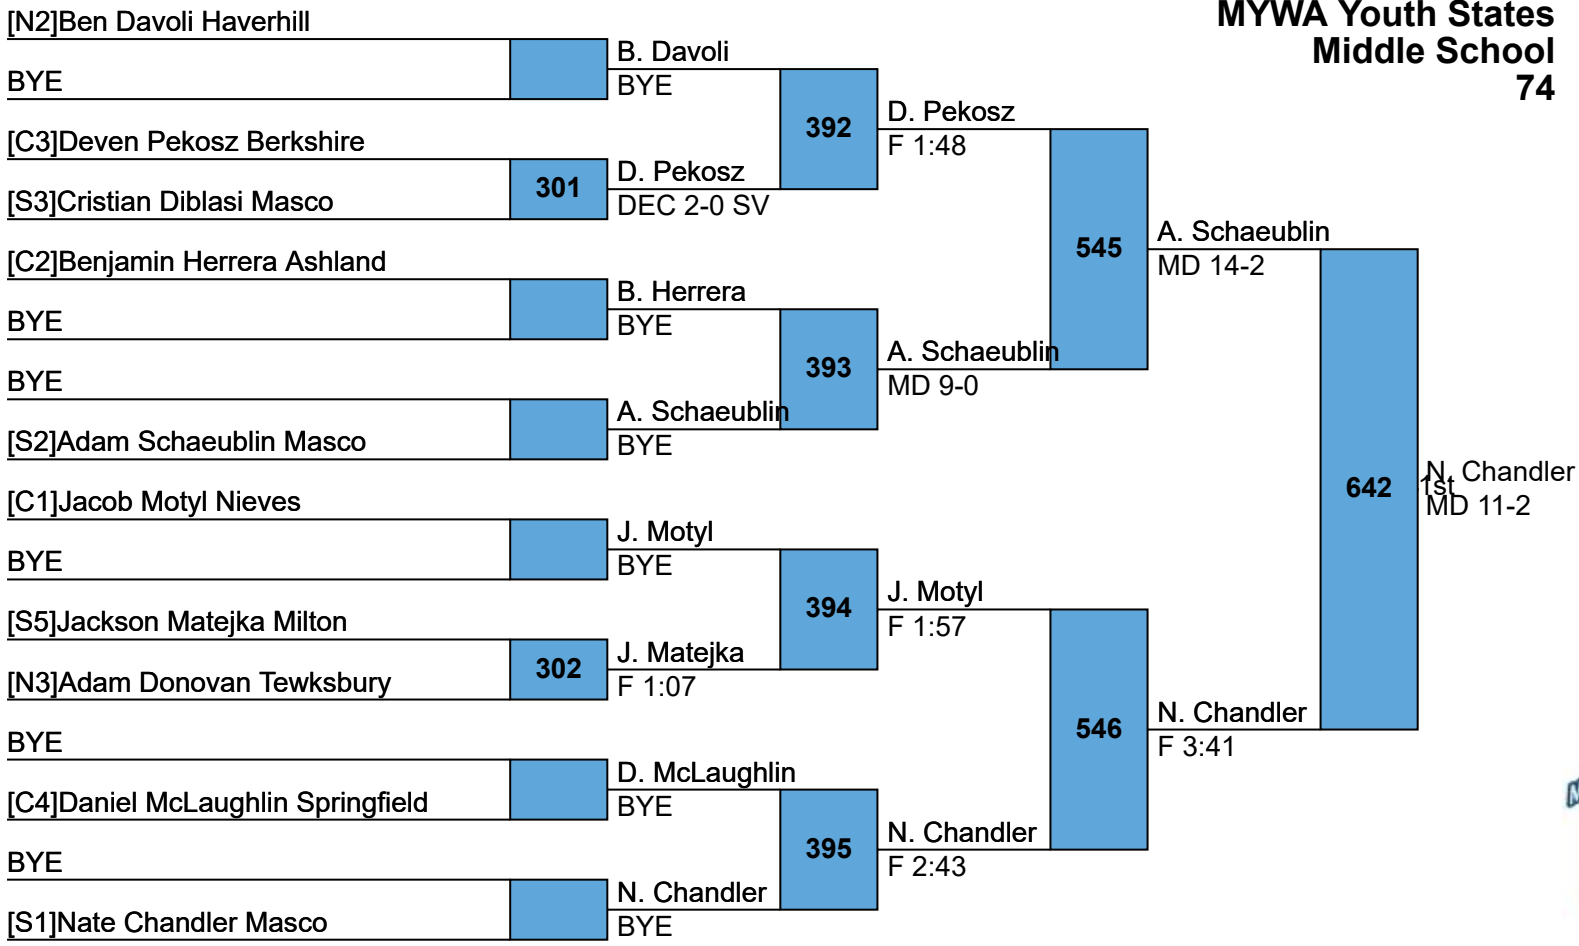 MYWA Youth States
Middle School
74
[N2]Ben Davoli Haverhill
BYE
[C3]Deven Pekosz Berkshire
301
[S3]Cristian Diblasi Masco
[C2]Benjamin Herrera Ashland
BYE
BYE
[S2]Adam Schaeublin Masco
[C1]Jacob Motyl Nieves
BYE
[S5]Jackson Matejka Milton
302
[N3]Adam Donovan Tewksbury
BYE
[C4]Daniel McLaughlin Springfield
BYE
[S1]Nate Chandler Masco
B. Davoli
BYE
392
D. Pekosz
DEC 2-0 SV
B. Herrera
BYE
393
A. Schaeublin
BYE
J. Motyl
BYE
394
J. Matejka
F 1:07
D. McLaughlin
BYE
395
N. Chandler
BYE
D. Pekosz
F 1:48
545
A. Schaeublin
MD 9-0
J. Motyl
F 1:57
546
N. Chandler
F 2:43
A. Schaeublin
MD 14-2
642
N. Chandler
F 3:41
N. Chandler
1st
MD 11-2